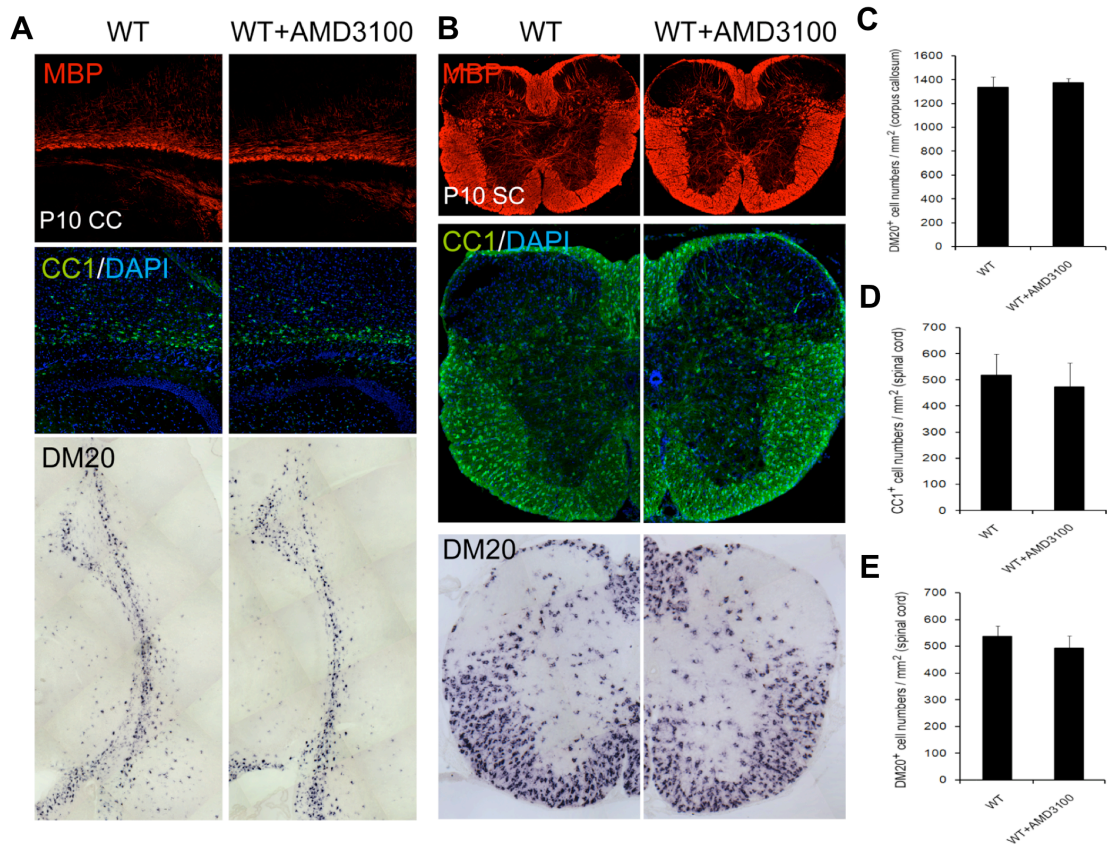 A
WT
WT+AMD3100
MBP
P10 CC
CC1/DAPI
DM20
B
WT
WT+AMD3100
MBP
P10 SC
CC1/DAPI
DM20
C
DM20+ cell numbers / mm2 (corpus callosum)
1600
1400
1200
1000
800
600
400
200
0
WT
WT+AMD3100
D
CC1+ cell numbers / mm2 (spinal cord)
700
600
500
400
300
200
100
0
WT
WT+AMD3100
E
DM20+ cell numbers / mm2 (spinal cord)
700
600
500
400
300
200
100
0
WT
WT+AMD3100